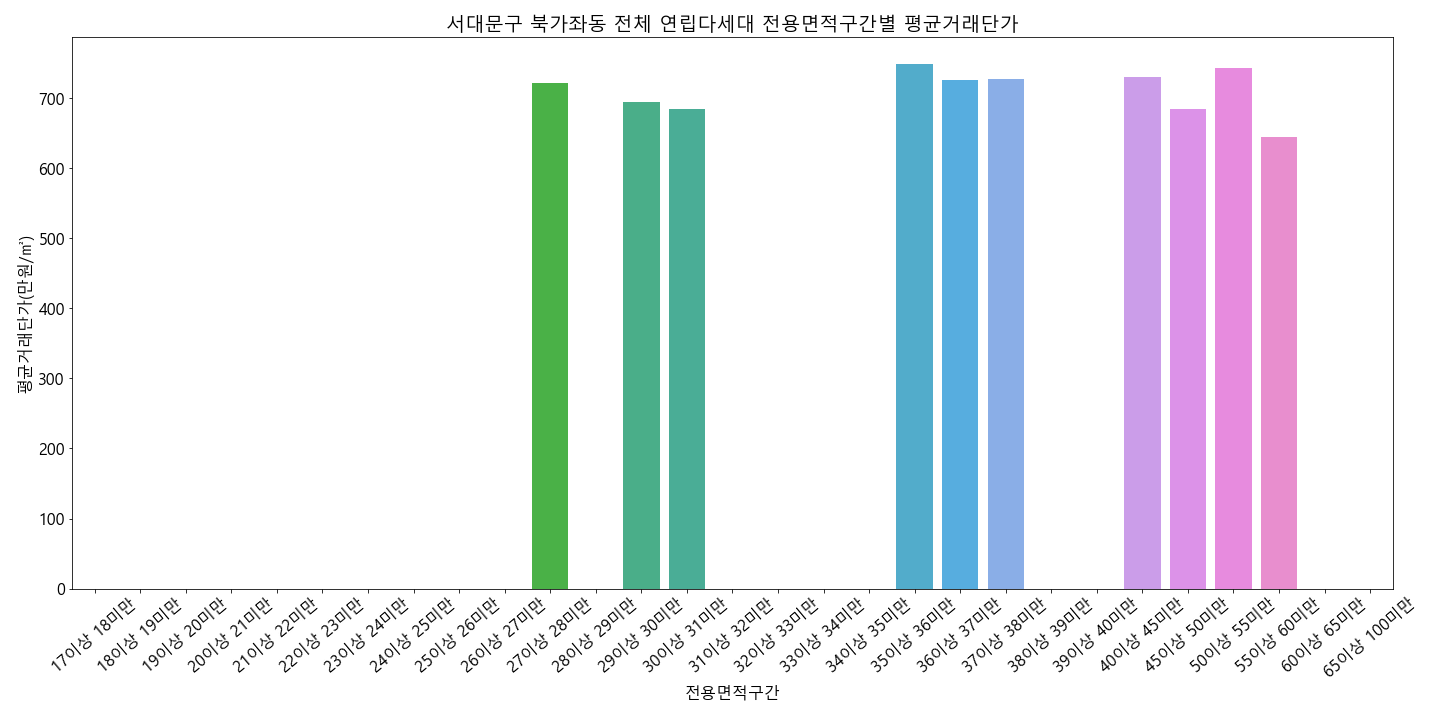 서대문구 북가좌동 전체 연립다세대 전용면적구간별 평균거래단가
평균거래단가(만원/㎡)
700
600
500
400
300
200
100
0
17이상 18미만
18이상 19미만
19이상 20미만
20이상 21미만
21이상 22미만
22이상 23미만
23이상 24미만
24이상 25미만
25이상 26미만
26이상 27미만
27이상 28미만
28이상 29미만
29이상 30미만
30이상 31미만
31이상 32미만
32이상 33미만
33이상 34미만
34이상 35미만
35이상 36미만
36이상 37미만
37이상 38미만
38이상 39미만
39이상 40미만
40이상 45미만
45이상 50미만
50이상 55미만
55이상 60미만
60이상 65미만
65이상 100미만
전용면적구간